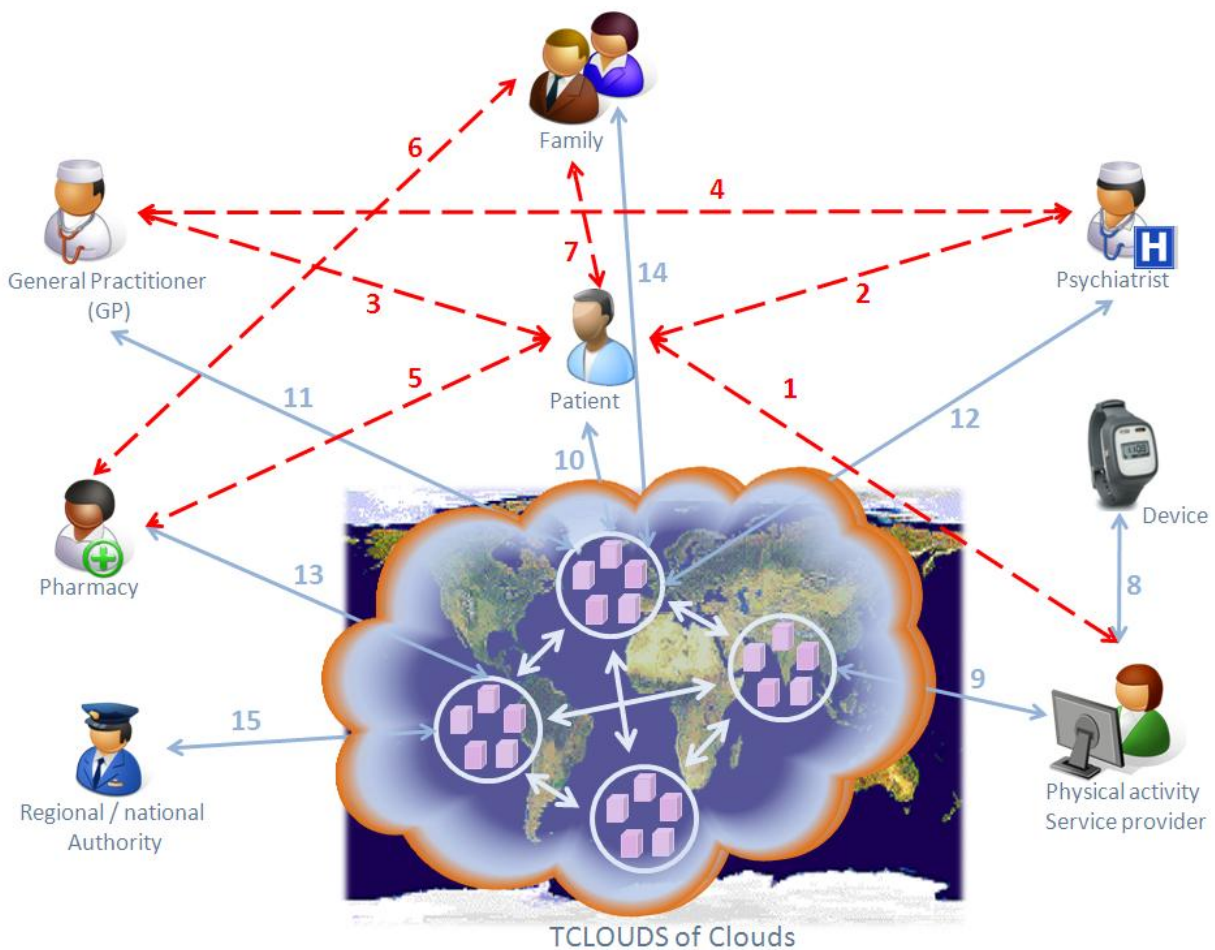 Family
6
4
7
14
General Practitioner
(GP)
3
2
H
Psychiatrist
5
1
11
Patient
12
10
Device
13
8
Pharmacy
9
15
Regional / national
Authority
Physical activity
Service provider
TCLOUDS of Clouds